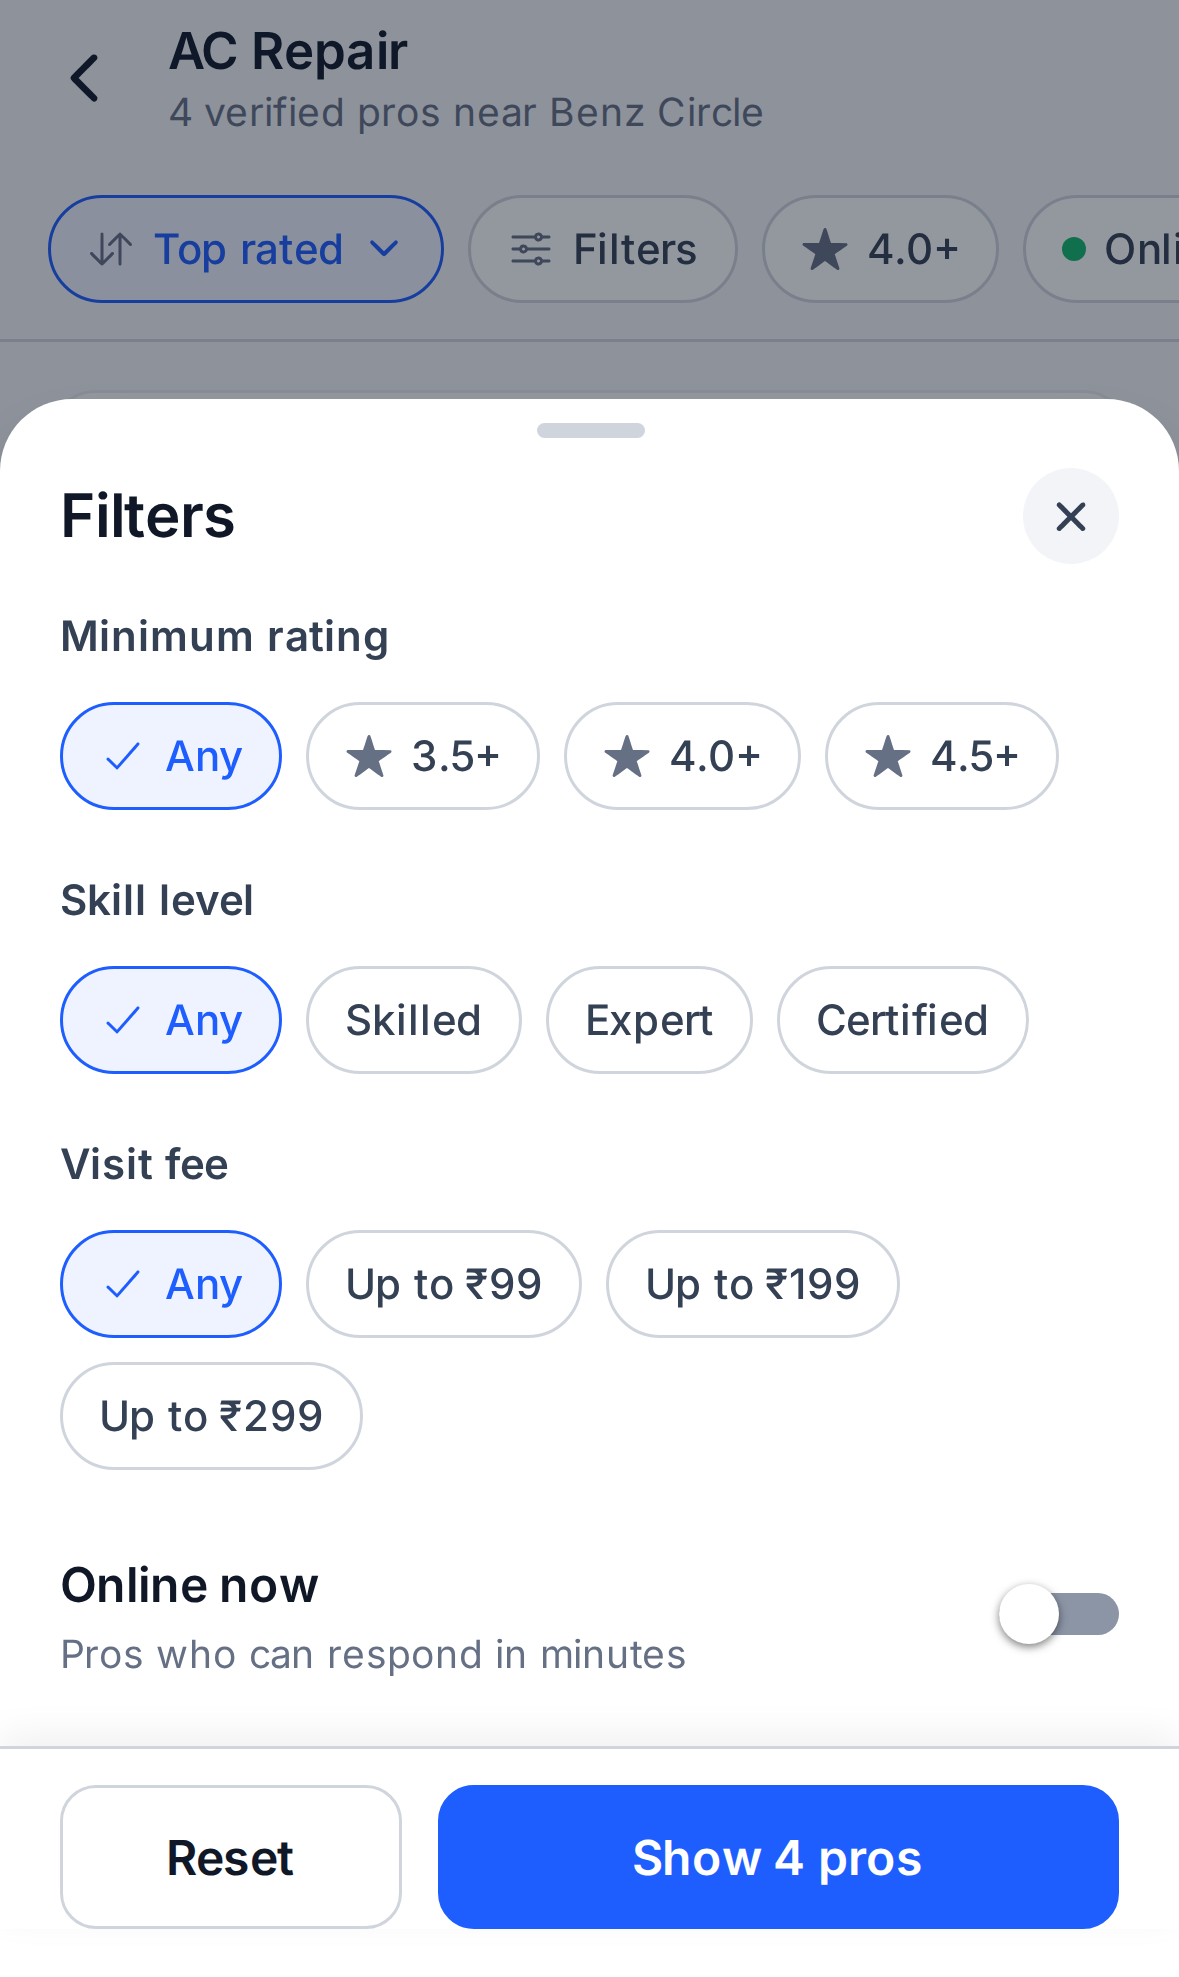 AC Repair
4 verified pros near Benz Circle
Top rated
Filters
4.0+
Onli
Filters
Minimum rating
Any
3.5+
4.0+
4.5+
Skill level
Any
Skilled
Expert
Certified
Visit fee
Any
Up to ₹99
Up to ₹199
Up to ₹299
Online now
Pros who can respond in minutes
Reset
Show 4 pros